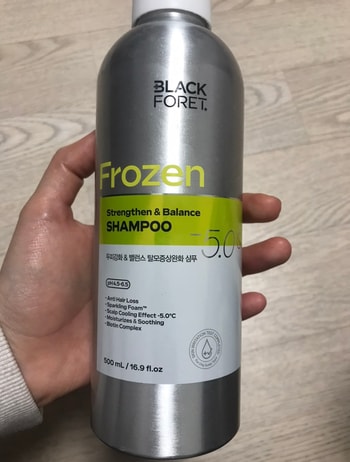 BLACK
FORET.
Frozen
Strengthen & Balance
SHAMPOO
-5.0
두피강화 & 밸런스 탈모증상완화 샴푸
pH 4.5-6.5
• Anti Hair Loss
• Sparkling Foam™
• Scalp Cooling Effect -5.0°C
• Moisturizes & Soothing
• Biotin Complex
500 mL / 16.9 fl.oz